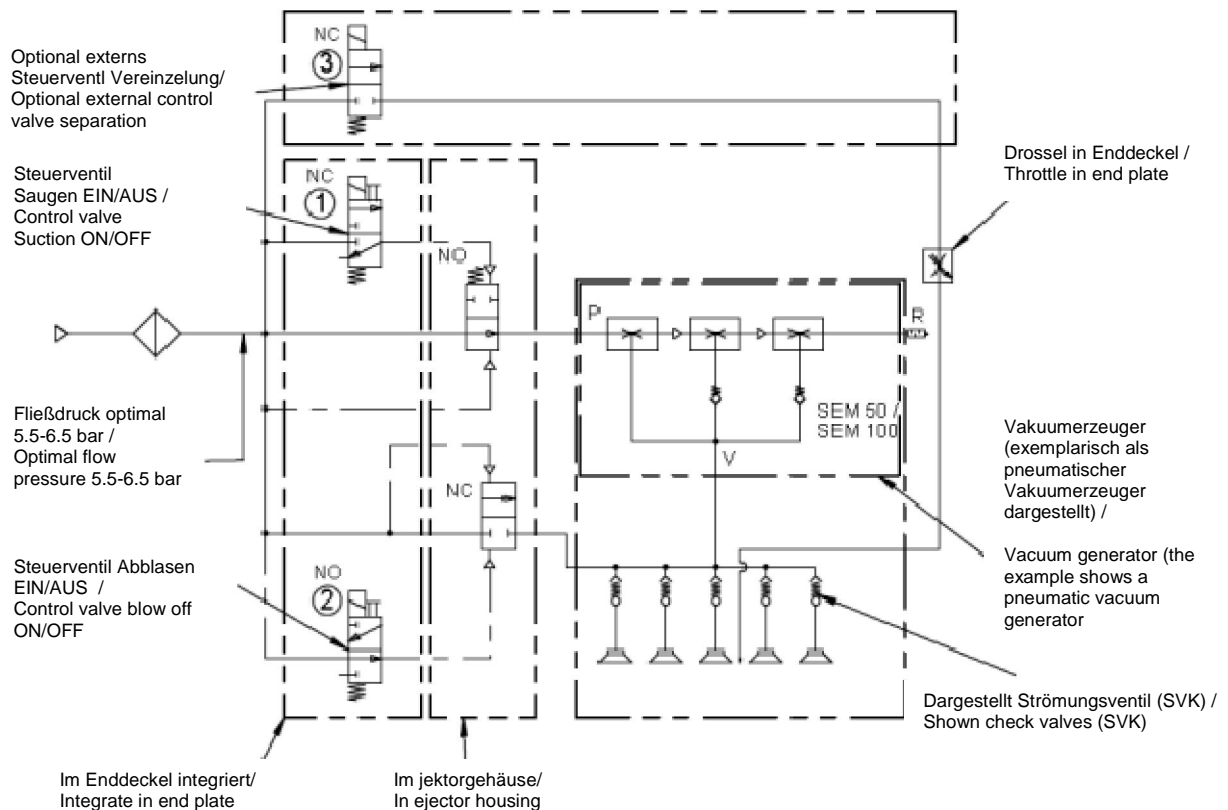 Optional externs
Steuerventl Vereinzelung/
Optional external control
valve separation
NC
3
Steuerventil
Saugen EIN/AUS /
Control valve
Suction ON/OFF
NC
1
NO
Drossel in Enddeckel /
Throttle in end plate
P
R
SEM 50 /
SEM 100
V
Fließdruck optimal
5.5-6.5 bar /
Optimal flow
pressure 5.5-6.5 bar
NC
Vakuumerzeuger
(exemplarisch als
pneumatischer
Vakuumerzeuger
dargestellt) /
Vacuum generator (the
example shows a
pneumatic vacuum
generator
Steuerventil Abblasen
EIN/AUS /
Control valve blow off
ON/OFF
NO
2
Dargestellt Strömungsventil (SVK) /
Shown check valves (SVK)
Im Enddeckel integriert/
Integrate in end plate
Im jektorgehäuse/
In ejector housing